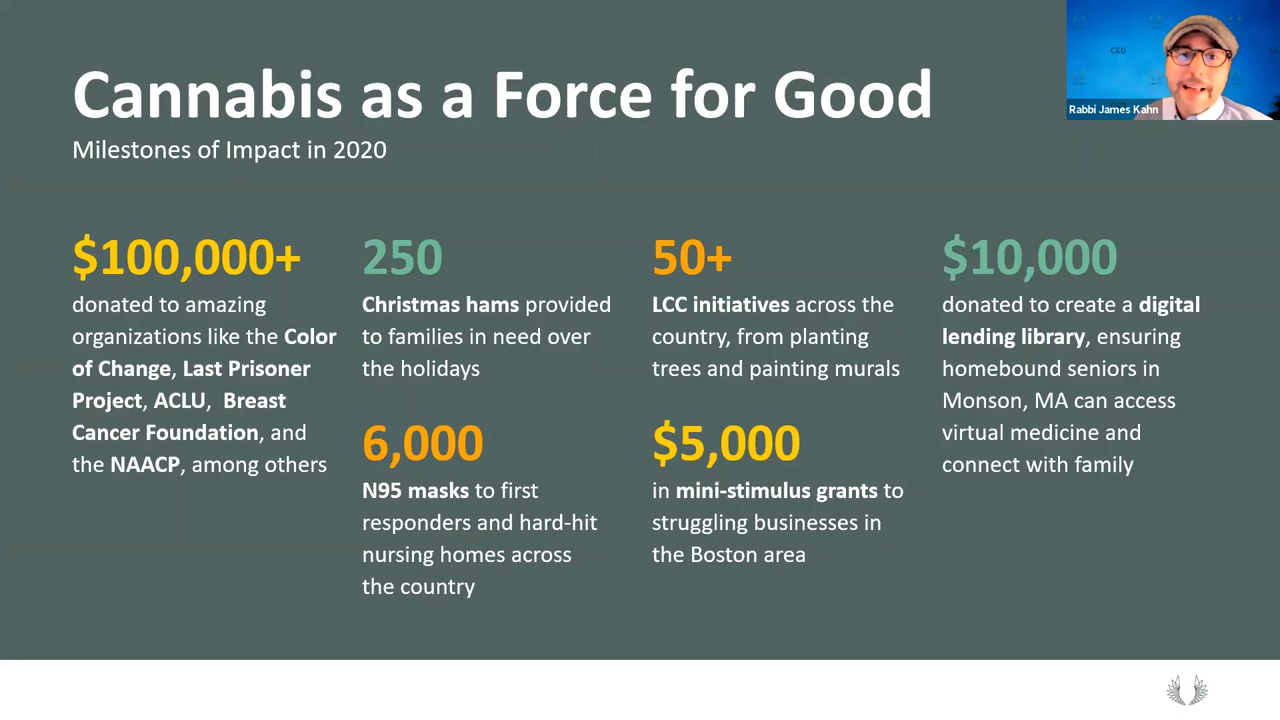 Cannabis as a Force for Good
Milestones of Impact in 2020
CED
Rabbi James Kahn
$100,000+
donated to amazing
organizations like the Color
of Change, Last Prisoner
Project, ACLU, Breast
Cancer Foundation, and
the NAACP, among others
250
Christmas hams provided
to families in need over
the holidays
6,000
N95 masks to first
responders and hard-hit
nursing homes across
the country
50+
LCC initiatives across the
country, from planting
trees and painting murals
$5,000
in mini-stimulus grants to
struggling businesses in
the Boston area
$10,000
donated to create a digital
lending library, ensuring
homebound seniors in
Monson, MA can access
virtual medicine and
connect with family